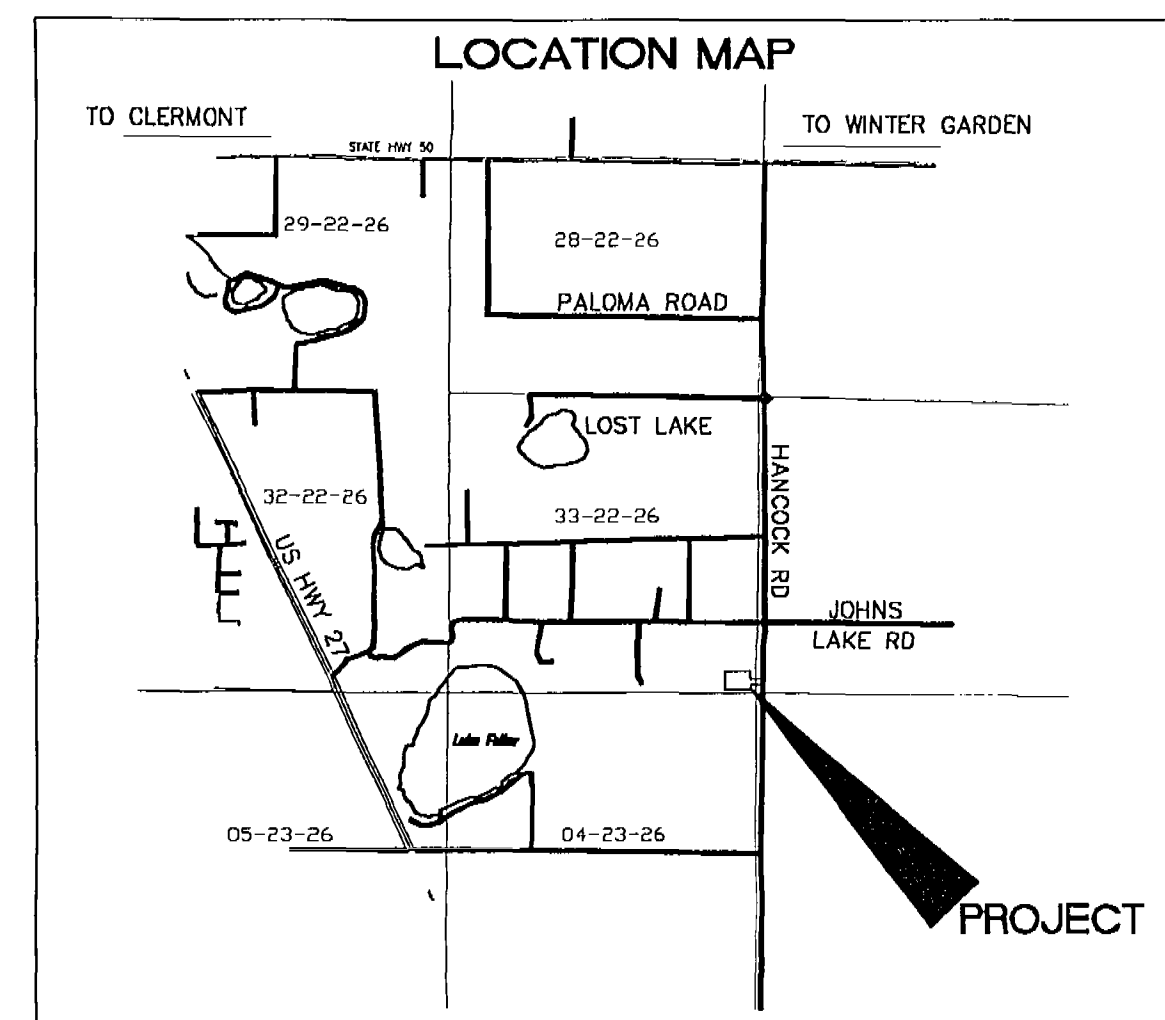 LOCATION MAP
TO CLERMONT
TO WINTER GARDEN
STATE HWY 50
29-22-26
28-22-26
PALOMA ROAD
LOST LAKE
HANCOCK RD
32-22-26
33-22-26
US HWY 27
JOHNS
LAKE RD
Lake Felter
05-23-26
04-23-26
PROJECT